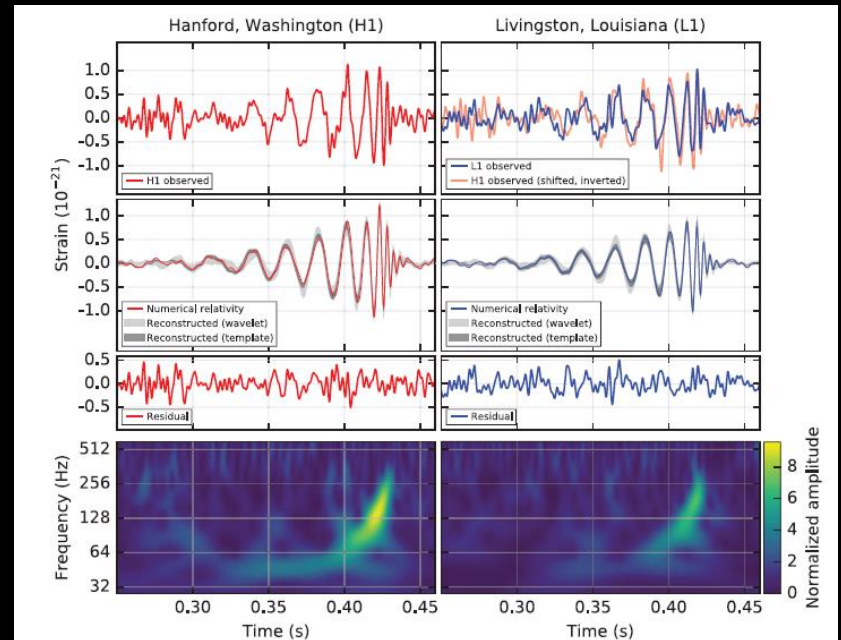 Hanford, Washington (H1)
Livingston, Louisiana (L1)
1.0
0.5
0.0
-0.5
-1.0
H1 observed
L1 observed
H1 observed (shifted, inverted)
Strain (10⁻²¹)
1.0
0.5
0.0
-0.5
-1.0
Numerical relativity
Reconstructed (wavelet)
Reconstructed (template)
Numerical relativity
Reconstructed (wavelet)
Reconstructed (template)
0.5
0.0
-0.5
Residual
Residual
Frequency (Hz)
512
256
128
64
32
0.30 0.35 0.40 0.45
Time (s)
0.30 0.35 0.40 0.45
Time (s)
8
6
4
2
0
Normalized amplitude